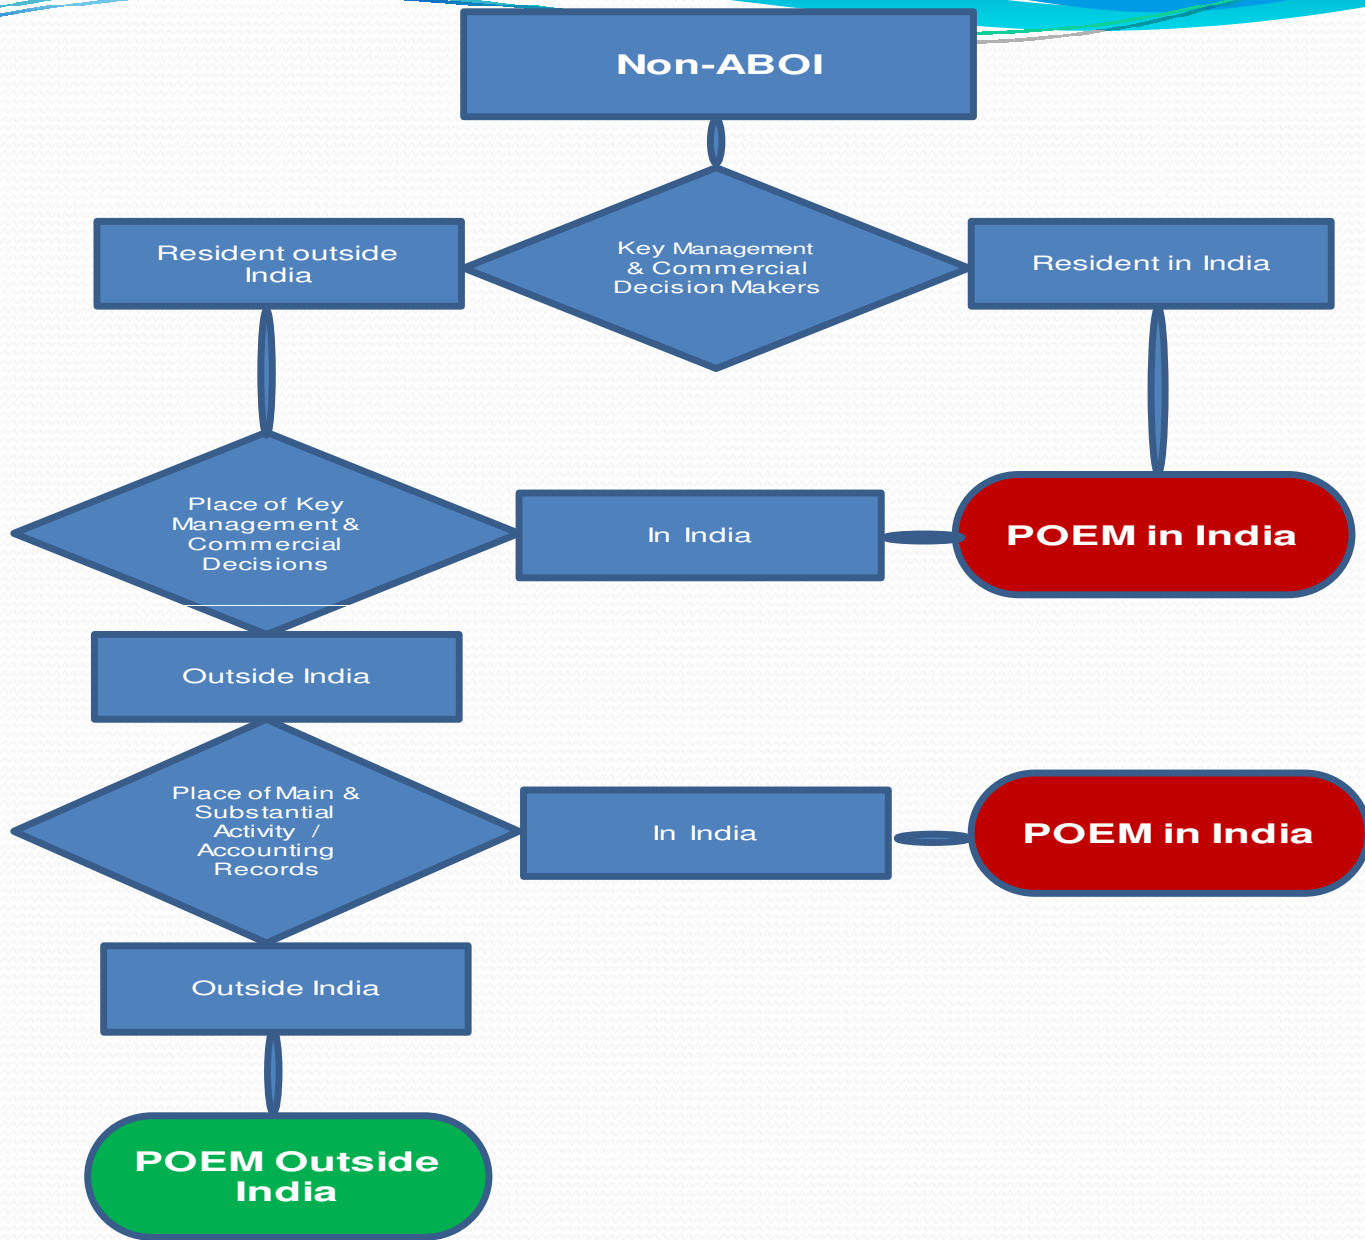 Non-ABOI
Resident outside
India
Key Management
& Commercial
Decision Makers
Resident in India
Place of Key
Management &
Commercial
Decisions
In India
POEM in India
Outside India
Place of Main &
Substantial
Activity /
Accounting
Records
In India
POEM in India
Outside India
POEM Outside
India